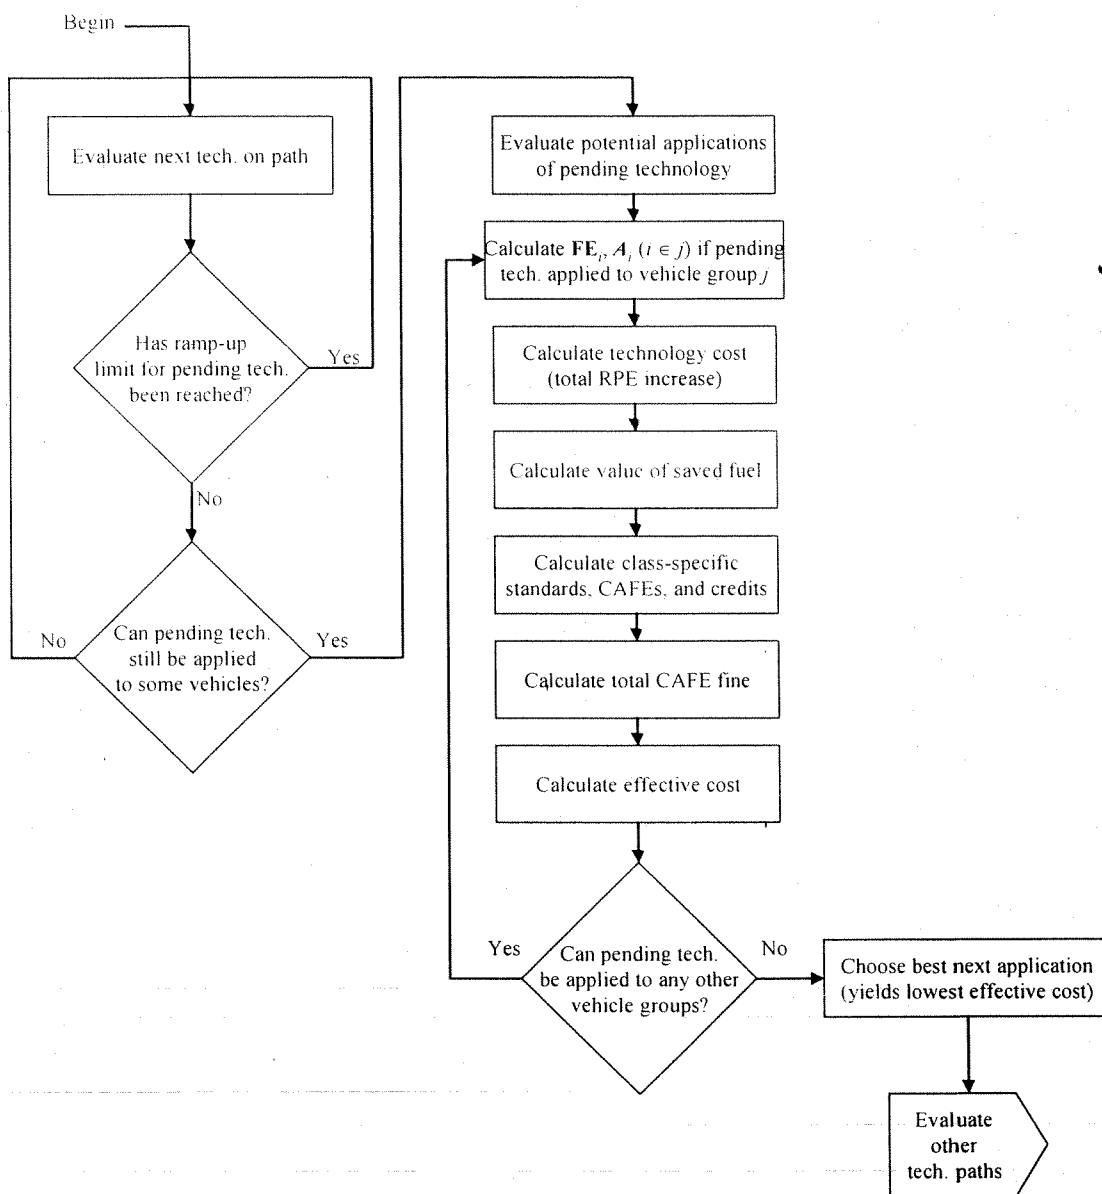 Begin
Evaluate next tech. on path
Has ramp-up
limit for pending tech.
been reached?
Yes
No
Can pending tech.
still be applied
to some vehicles?
No
Yes
Evaluate potential applications
of pending technology
Calculate FEᵢ, Aᵢ (i ∈ j) if pending
tech. applied to vehicle group j
Calculate technology cost
(total RPE increase)
Calculate value of saved fuel
Calculate class-specific
standards, CAFEs, and credits
Calculate total CAFE fine
Calculate effective cost
Can pending tech.
be applied to any other
vehicle groups?
Yes
No
Choose best next application
(yields lowest effective cost)
Evaluate
other
tech. paths